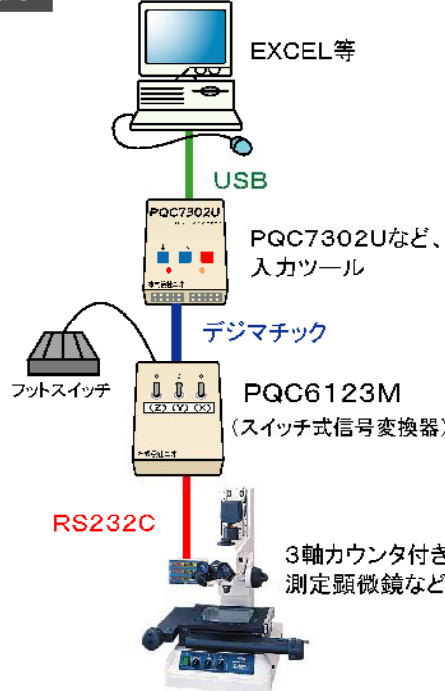 EXCEL等
USB
PQC7302U
PQC7302Uなど、
入力ツール
デジマチック
フットスイッチ
(Z) (Y) (X)
PQC6123M
(スイッチ式信号変換器)
RS232C
3軸カウンタ付き
測定顕微鏡など